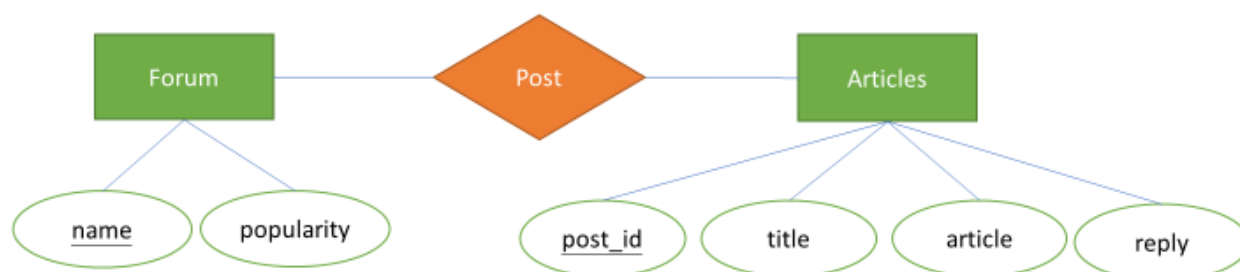 Forum
Post
Articles
name
popularity
post_id
title
article
reply